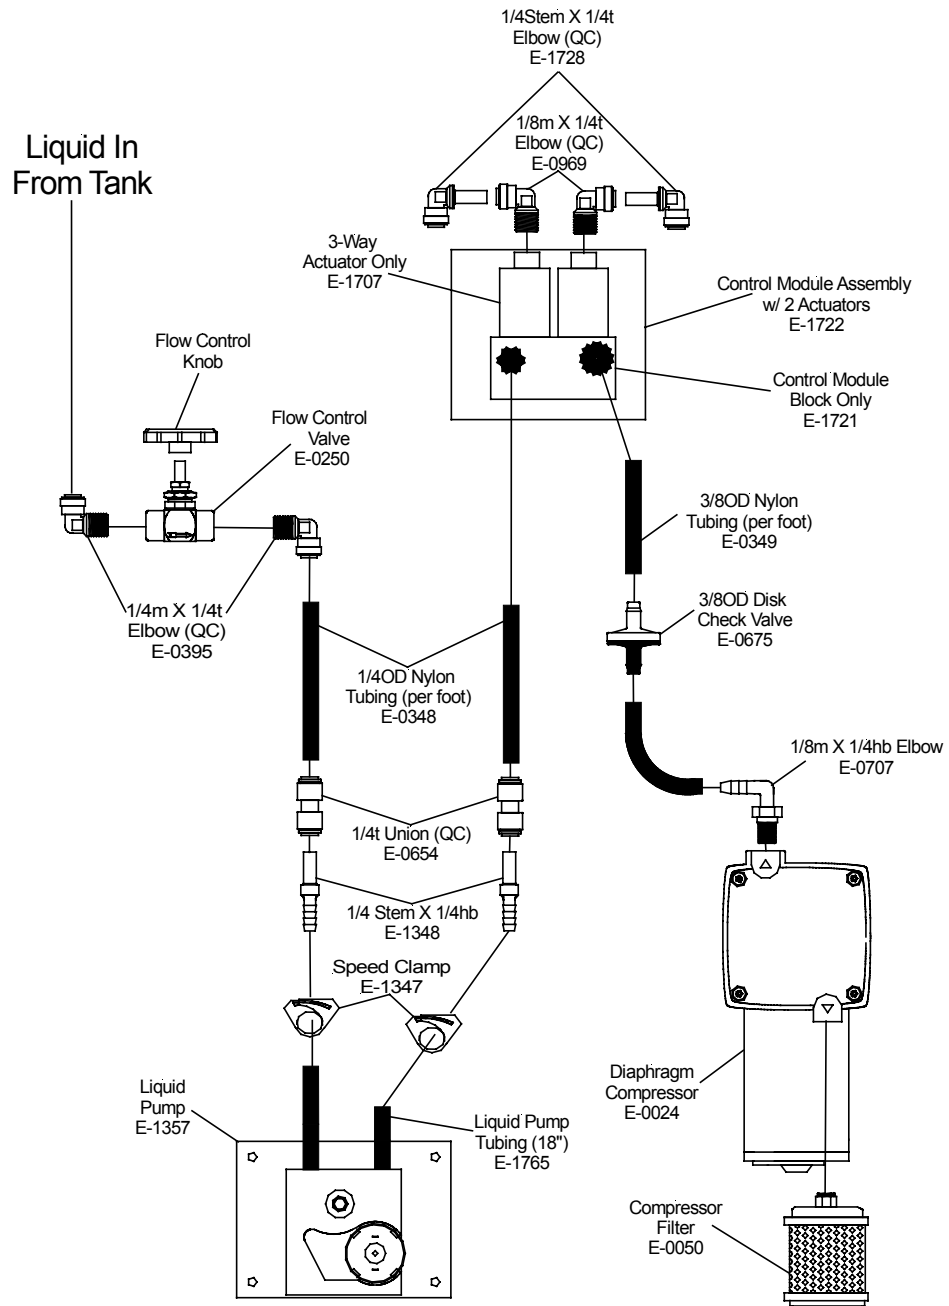 1/4Stem X 1/4t
Elbow (QC)
E-1728
1/8m X 1/4t
Elbow (QC)
E-0969
Liquid In
From Tank
3-Way
Actuator Only
E-1707
Control Module Assembly
w/ 2 Actuators
E-1722
Flow Control
Knob
Control Module
Block Only
E-1721
Flow Control
Valve
E-0250
3/8OD Nylon
Tubing (per foot)
E-0349
1/4m X 1/4t
Elbow (QC)
E-0395
3/8OD Disk
Check Valve
E-0675
1/4OD Nylon
Tubing (per foot)
E-0348
1/8m X 1/4hb Elbow
E-0707
1/4t Union (QC)
E-0654
1/4 Stem X 1/4hb
E-1348
Speed Clamp
E-1347
Liquid
Pump
E-1357
Liquid Pump
Tubing (18")
E-1765
Diaphragm
Compressor
E-0024
Compressor
Filter
E-0050